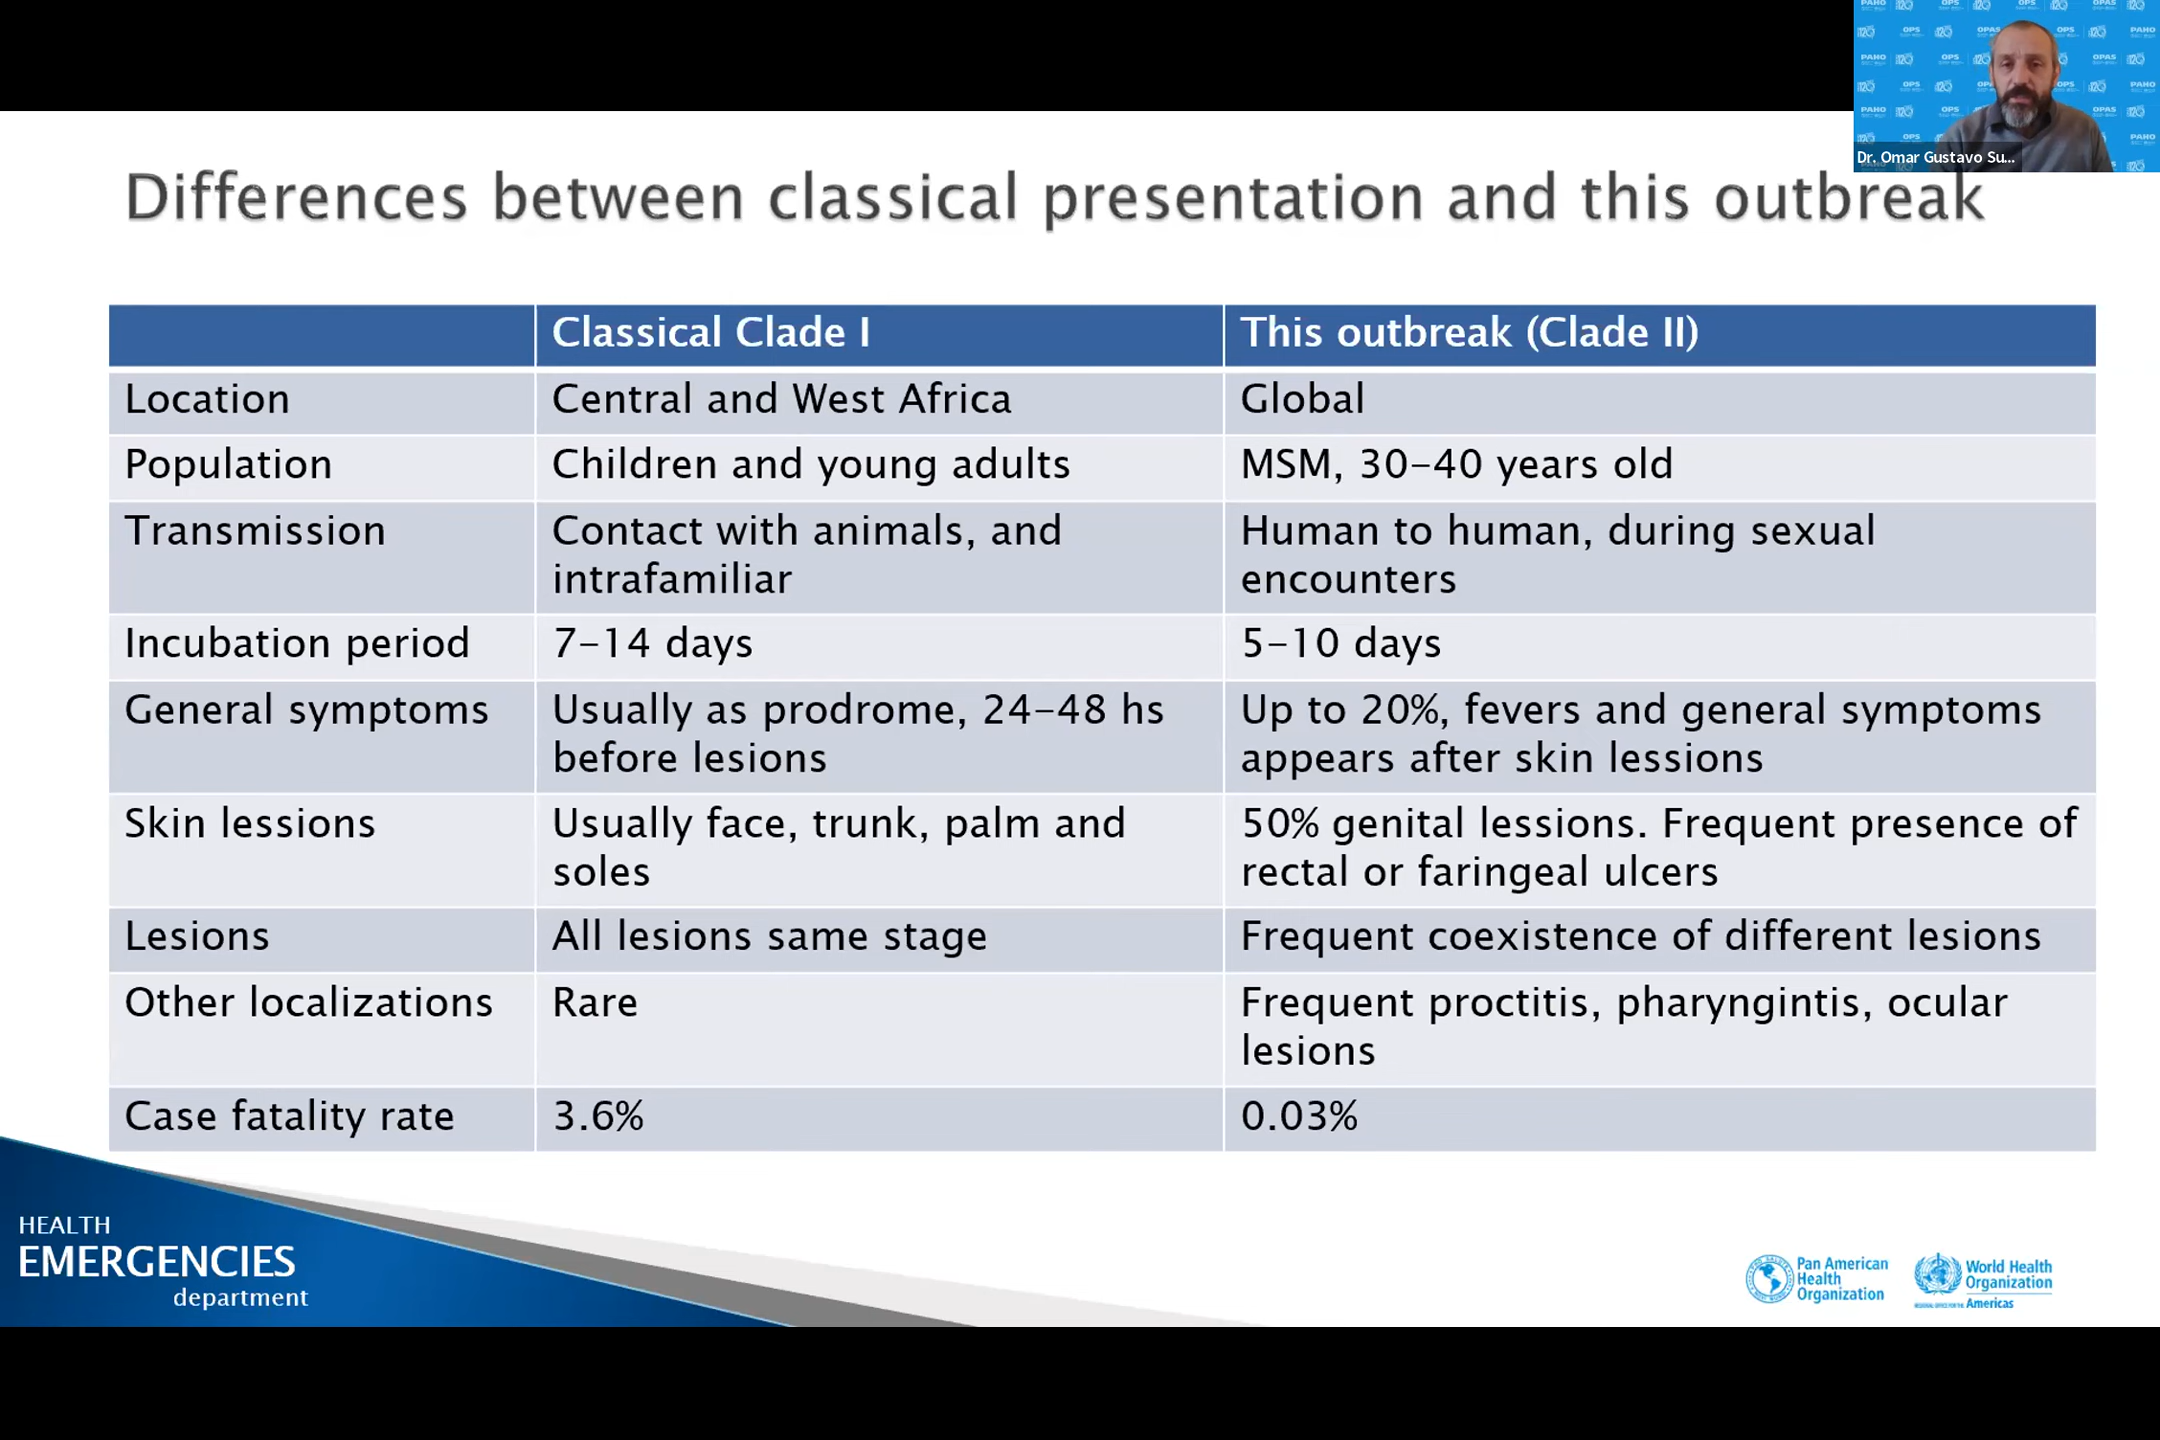 Dr. Omar Gustavo Su...
Differences between classical presentation and this outbreak
Classical Clade I
This outbreak (Clade II)
Location
Central and West Africa
Global
Population
Children and young adults
MSM, 30-40 years old
Transmission
Contact with animals, and
intrafamiliar
Human to human, during sexual
encounters
Incubation period
7-14 days
5-10 days
General symptoms
Usually as prodrome, 24-48 hs
before lesions
Up to 20%, fevers and general symptoms
appears after skin lessions
Skin lessions
Usually face, trunk, palm and
soles
50% genital lessions. Frequent presence of
rectal or faringeal ulcers
Lesions
All lesions same stage
Frequent coexistence of different lesions
Other localizations
Rare
Frequent proctitis, pharyngintis, ocular
lesions
Case fatality rate
3.6%
0.03%
HEALTH
EMERGENCIES
department
Pan American
Health
Organization
World Health
Organization
REGIONAL OFFICE FOR THE Americas